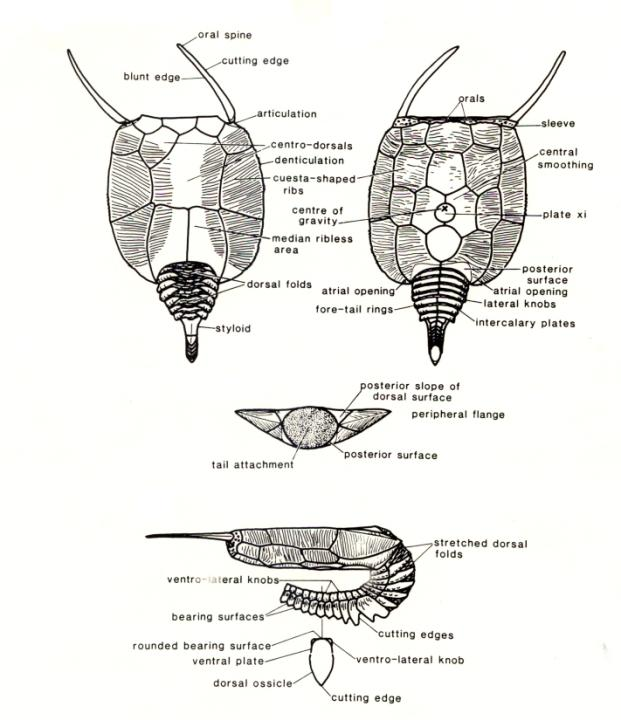 oral spine
cutting edge
blunt edge
articulation
centro-dorsals
denticulation
cuesta-shaped
ribs
centre of
gravity
median ribless
area
dorsal folds
styloid
orals
sleeve
central
smoothing
plate xi
posterior
surface
atrial opening
atrial opening
lateral knobs
fore-tail rings
intercalary plates
posterior slope of
dorsal surface
peripheral flange
tail attachment
posterior surface
stretched dorsal
folds
ventro-lateral knobs
bearing surfaces
cutting edges
rounded bearing surface
ventral plate
ventro-lateral knob
dorsal ossicle
cutting edge